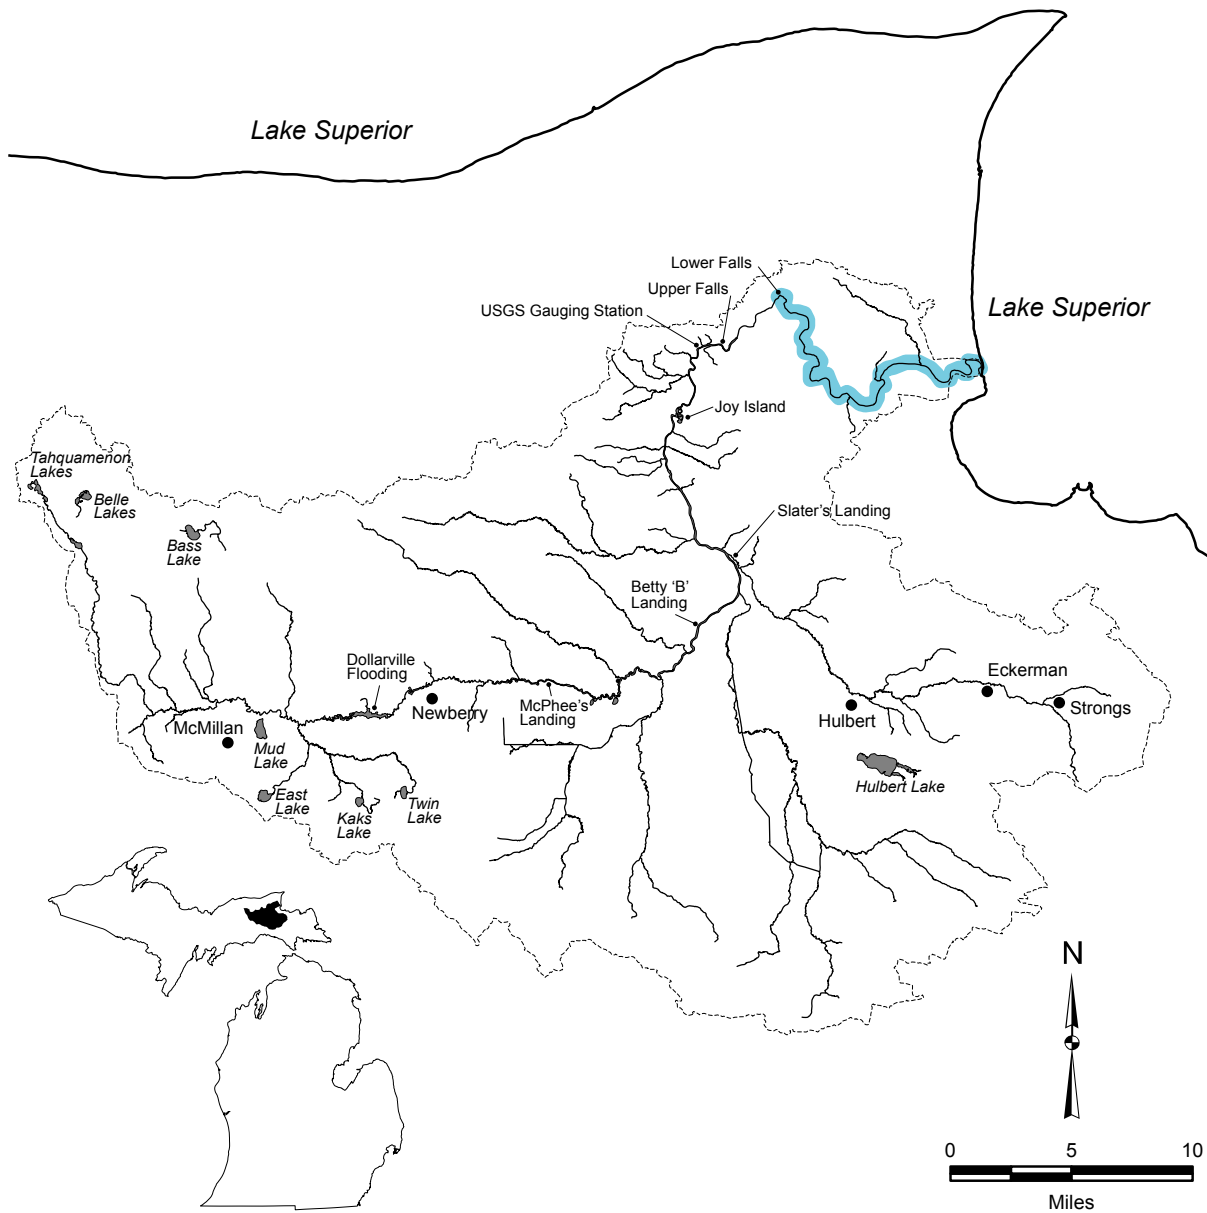 Lake Superior
Lower Falls
Upper Falls
USGS Gauging Station
Lake Superior
Joy Island
Tahquamenon
Lakes
Belle
Lakes
Bass
Lake
Slater's Landing
Betty ‘B’
Landing
Dollarville
Flooding
Newberry
McPhee's
Landing
Eckerman
Strongs
Hulbert
McMillan
Mud
Lake
Hulbert Lake
East
Lake
Kaks
Lake
Twin
Lake
N
0 5 10
Miles